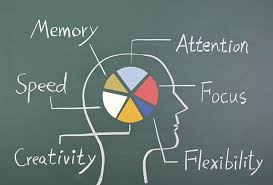 Memory
Attention
Speed
Focus
Creativity
Flexibility